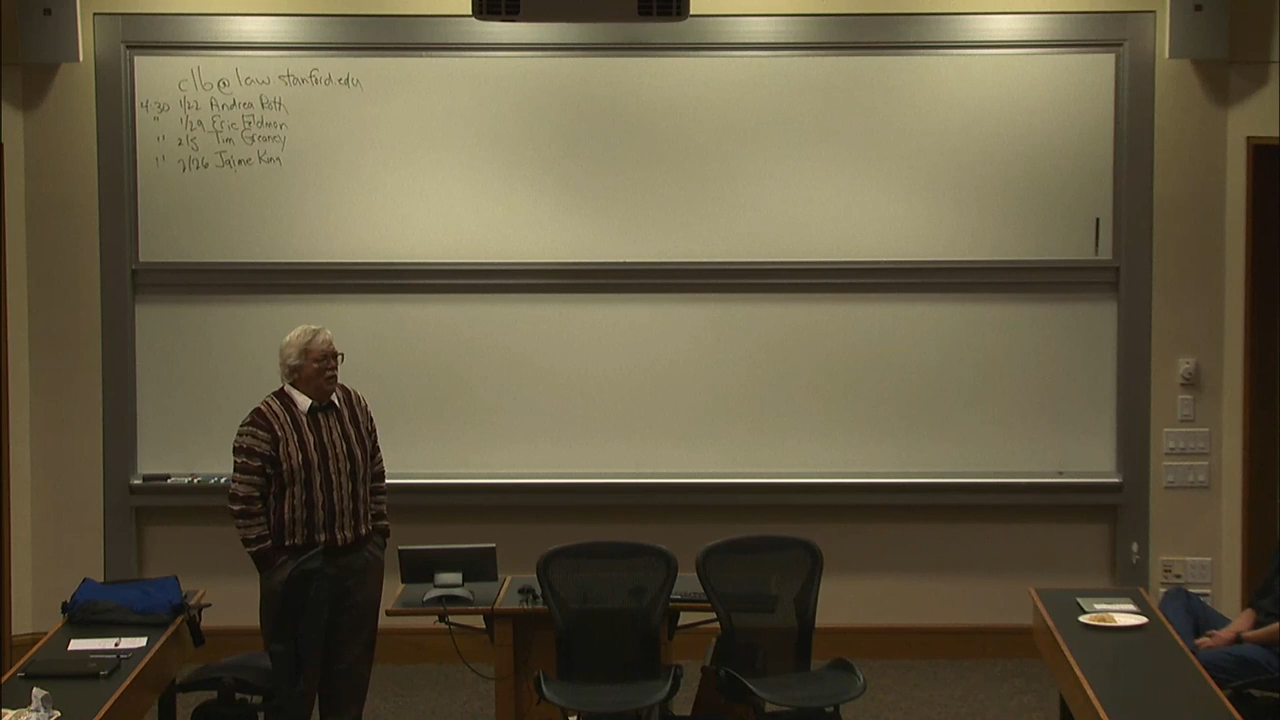 clb@law.stanford.edu
4:30 1/22 Andrea Roth
" 1/29 Eric Feldman
" 2/5 Tim Greaney
" 2/26 Jaime King